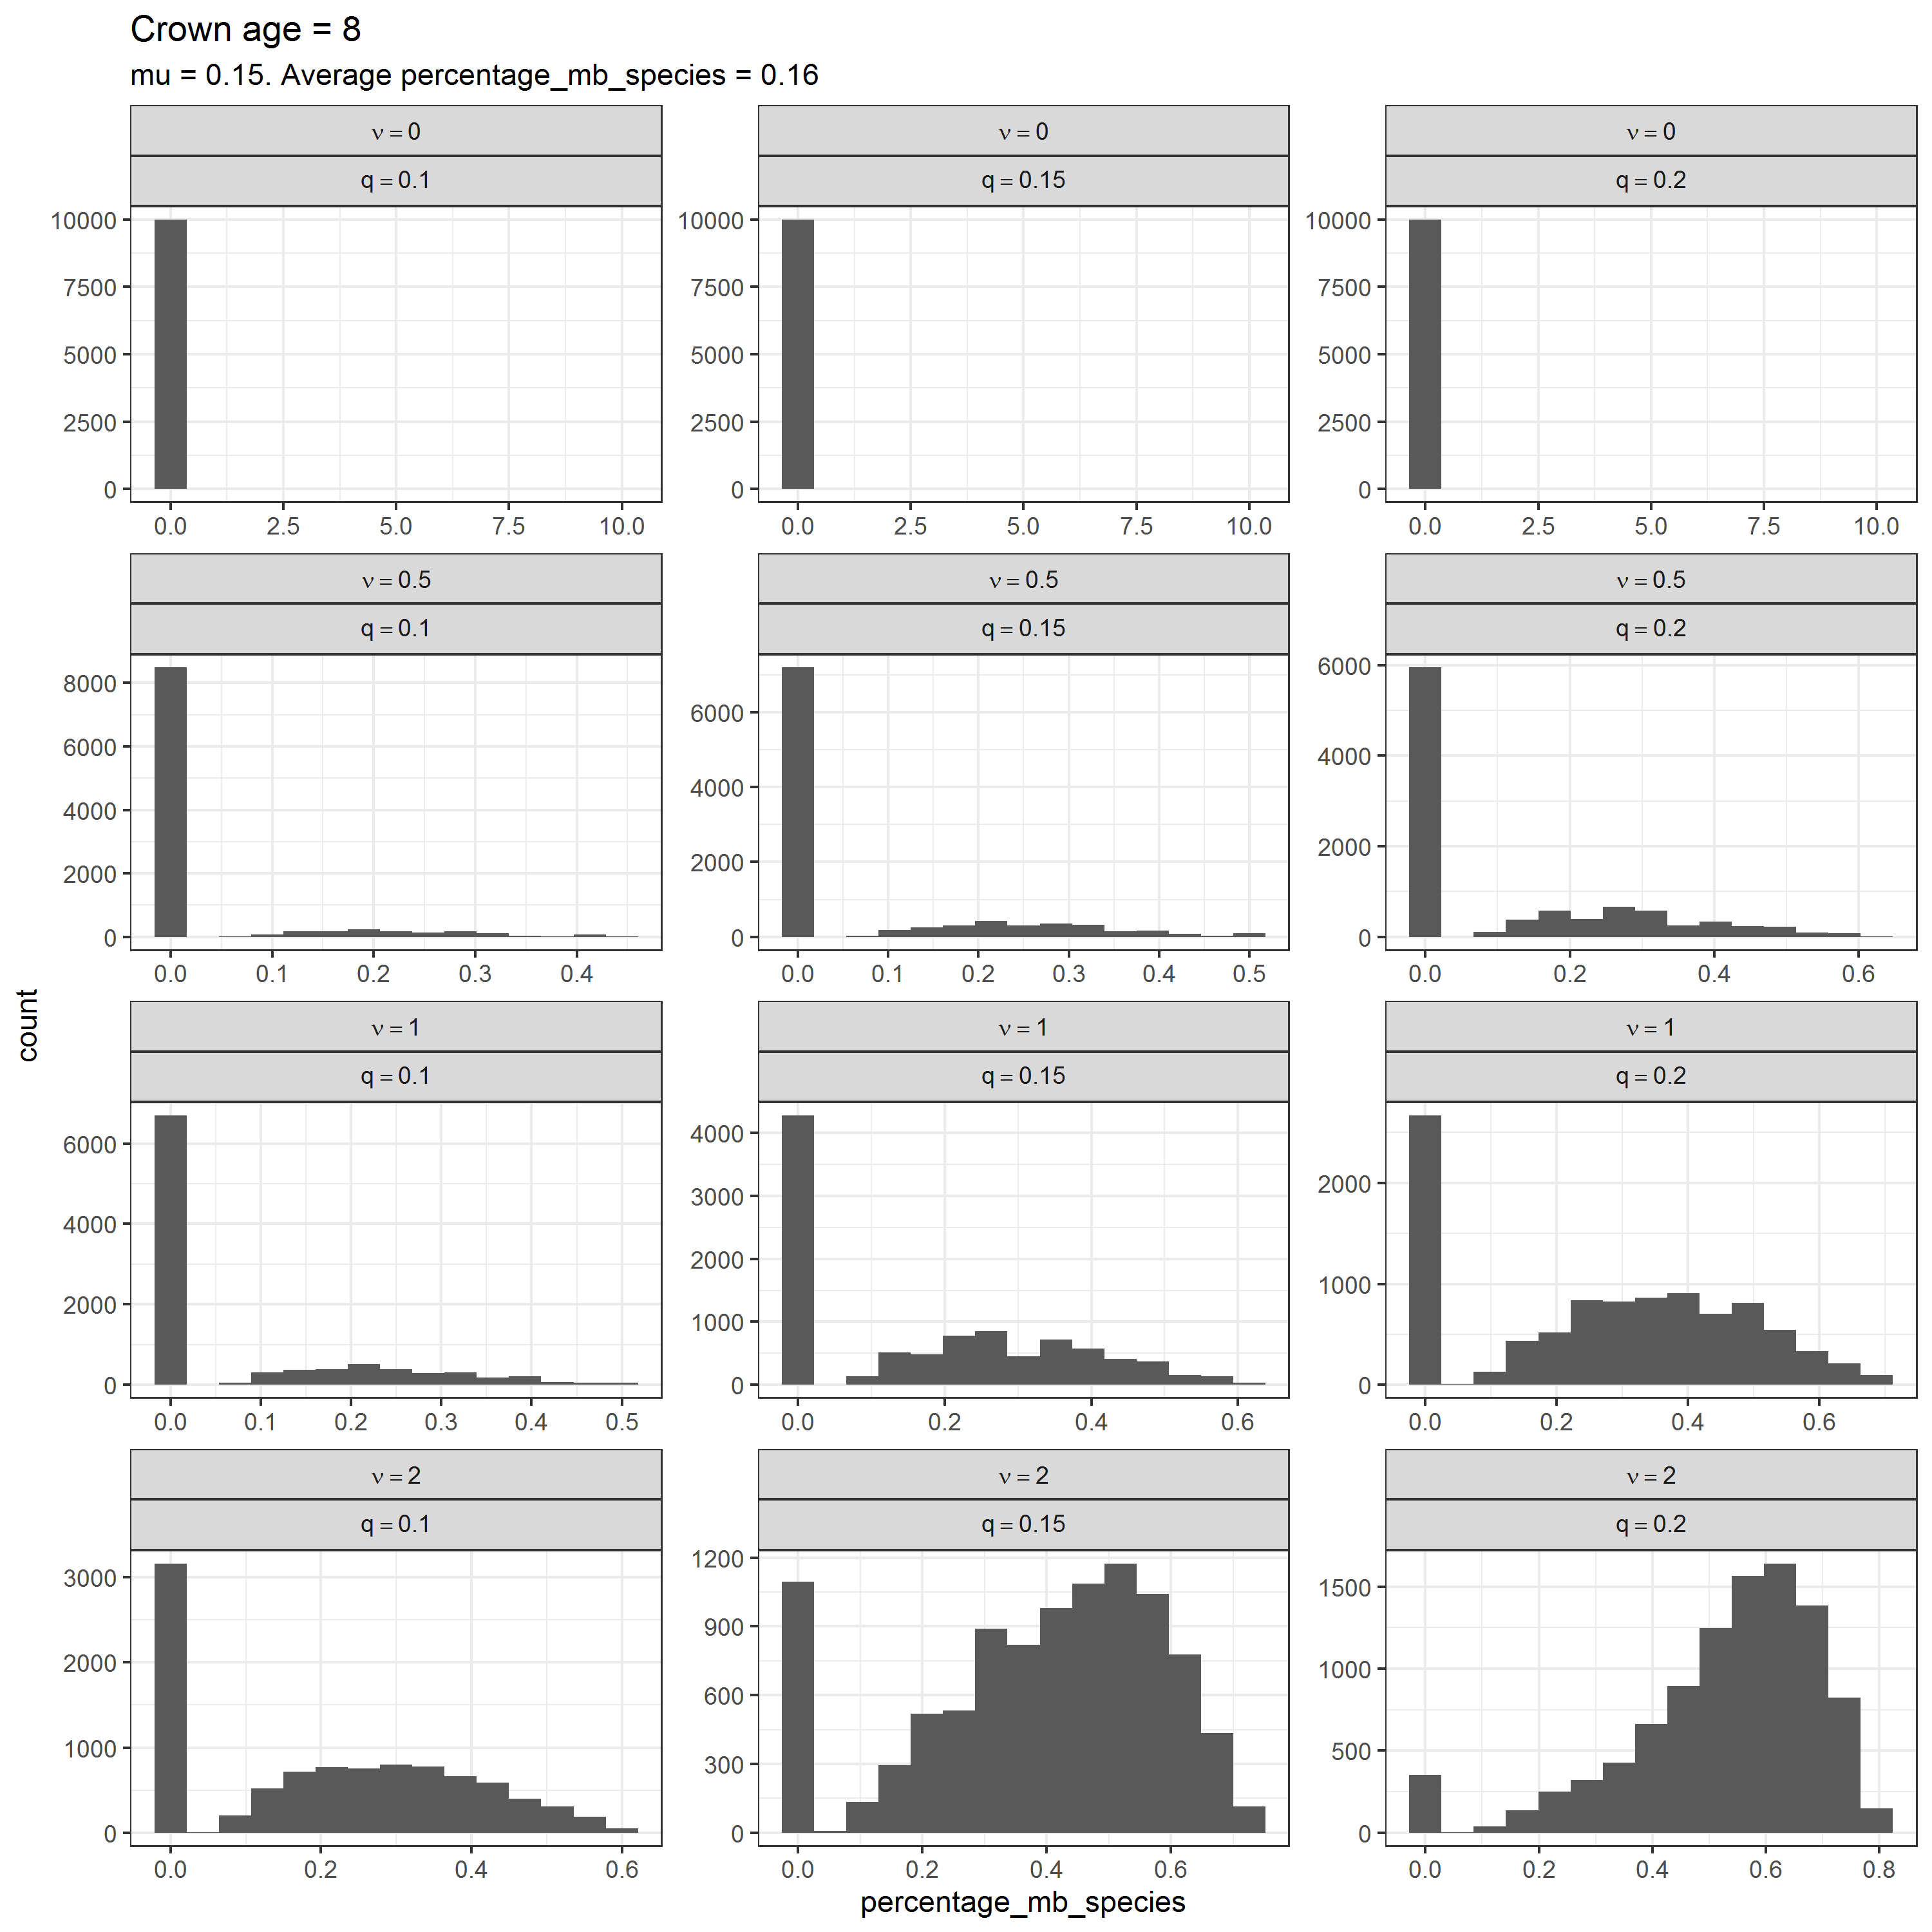 Crown age = 8
mu = 0.15. Average percentage_mb_species = 0.16
ν = 0 ν = 0 ν = 0
q = 0.1 q = 0.15 q = 0.2
10000 10000 10000
7500 7500 7500
5000 5000 5000
2500 2500 2500
0 0 0
0.0 2.5 5.0 7.5 10.0 0.0 2.5 5.0 7.5 10.0 0.0 2.5 5.0 7.5 10.0
ν = 0.5 ν = 0.5 ν = 0.5
q = 0.1 q = 0.15 q = 0.2
8000
6000
4000
2000
0
0.0 0.1 0.2 0.3 0.4
6000
4000
2000
0
0.0 0.1 0.2 0.3 0.4 0.5
6000
4000
2000
0
0.0 0.2 0.4 0.6
count
ν = 1 ν = 1 ν = 1
q = 0.1 q = 0.15 q = 0.2
6000
4000
2000
0
0.0 0.1 0.2 0.3 0.4 0.5
4000
3000
2000
1000
0
0.0 0.2 0.4 0.6
2000
1000
0
0.0 0.2 0.4 0.6
ν = 2 ν = 2 ν = 2
q = 0.1 q = 0.15 q = 0.2
3000
2000
1000
0
0.0 0.2 0.4 0.6
1200
900
600
300
0
0.0 0.2 0.4 0.6
1500
1000
500
0
0.0 0.2 0.4 0.6 0.8
percentage_mb_species